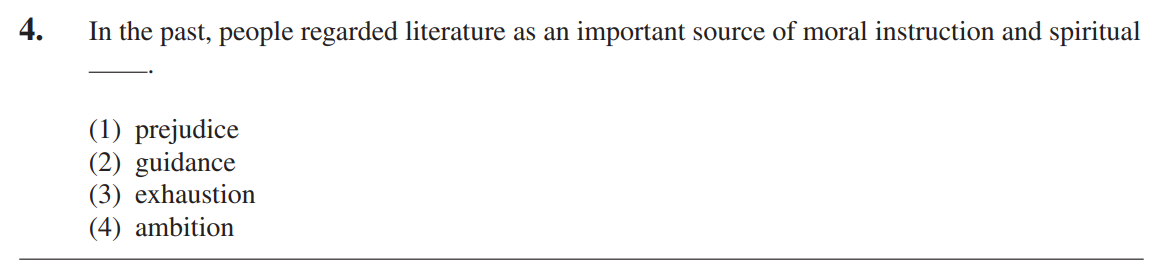 4. In the past, people regarded literature as an important source of moral instruction and spiritual
____.
(1) prejudice
(2) guidance
(3) exhaustion
(4) ambition